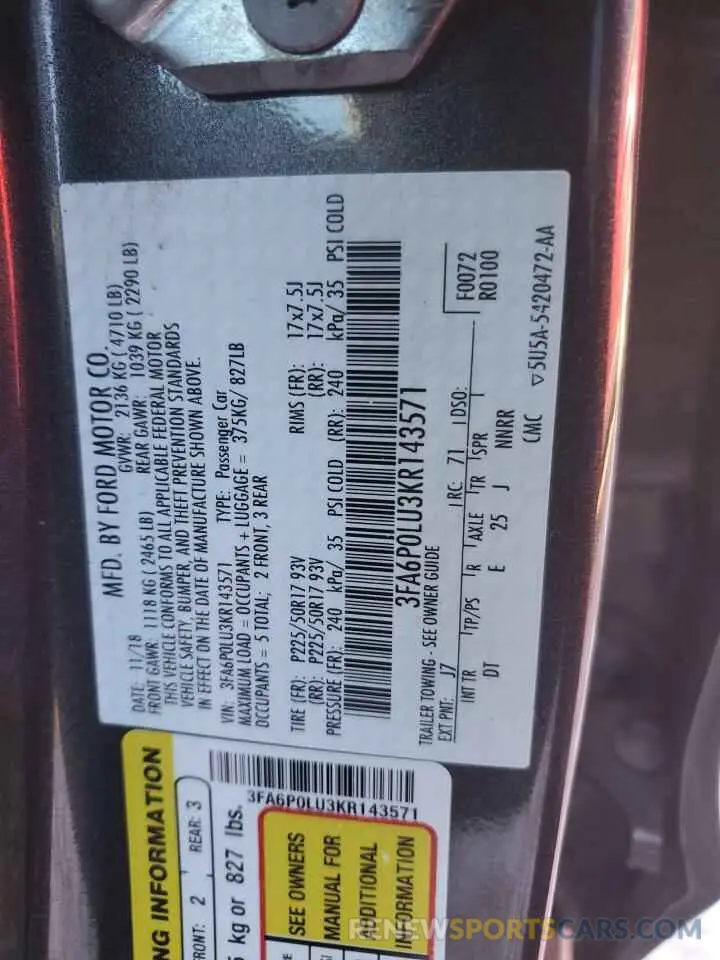 MFD. BY FORD MOTOR CO.
DATE: 11/18 GVWR: 2136 KG ( 4710 LB)
FRONT GAWR: 1118 KG ( 2465 LB) REAR GAWR: 1039 KG ( 2290 LB)
THIS VEHICLE CONFORMS TO ALL APPLICABLE FEDERAL MOTOR
VEHICLE SAFETY, BUMPER, AND THEFT PREVENTION STANDARDS
IN EFFECT ON THE DATE OF MANUFACTURE SHOWN ABOVE.
VIN: 3FA6P0LU3KR143571 TYPE: Passenger Car
MAXIMUM LOAD = OCCUPANTS + LUGGAGE = 375KG/ 827LB
OCCUPANTS = 5 TOTAL; 2 FRONT, 3 REAR
TIRE (FR): P225/50R17 93V RIMS (FR): 17x7.5J
(RR): P225/50R17 93V (RR): 17x7.5J
PRESSURE (FR): 240 kPa/ 35 PSI COLD (RR): 240 kPa/ 35 PSI COLD
3FA6P0LU3KR143571
TRAILER TOWING - SEE OWNER GUIDE
EXT PNT: J7 RC: 71 DSO: F0072
R0100
INT TR TP/PS R AXLE TR SPR
DT E 25 J NNRR
CMC ▽5U5A-5420472-AA
NG INFORMATION
FRONT: 2 REAR: 3
kg or 827 lbs.
3FA6P0LU3KR143571
SEE OWNERS
MANUAL FOR
ADDITIONAL
INFORMATION
RENEWSPORTSCARS.COM